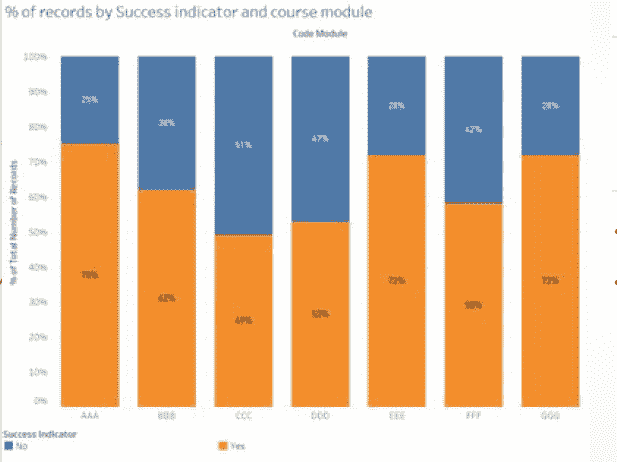 % of records by Success indicator and course module
Code Module
% of Total Number of Records
100%
90%
80%
70%
60%
50%
40%
30%
20%
10%
0%
25% 38% 51% 47% 28% 42% 28%
75% 62% 49% 53% 72% 58% 72%
AAA BBB CCC DDD EEE FFF GGG
Success Indicator
No Yes